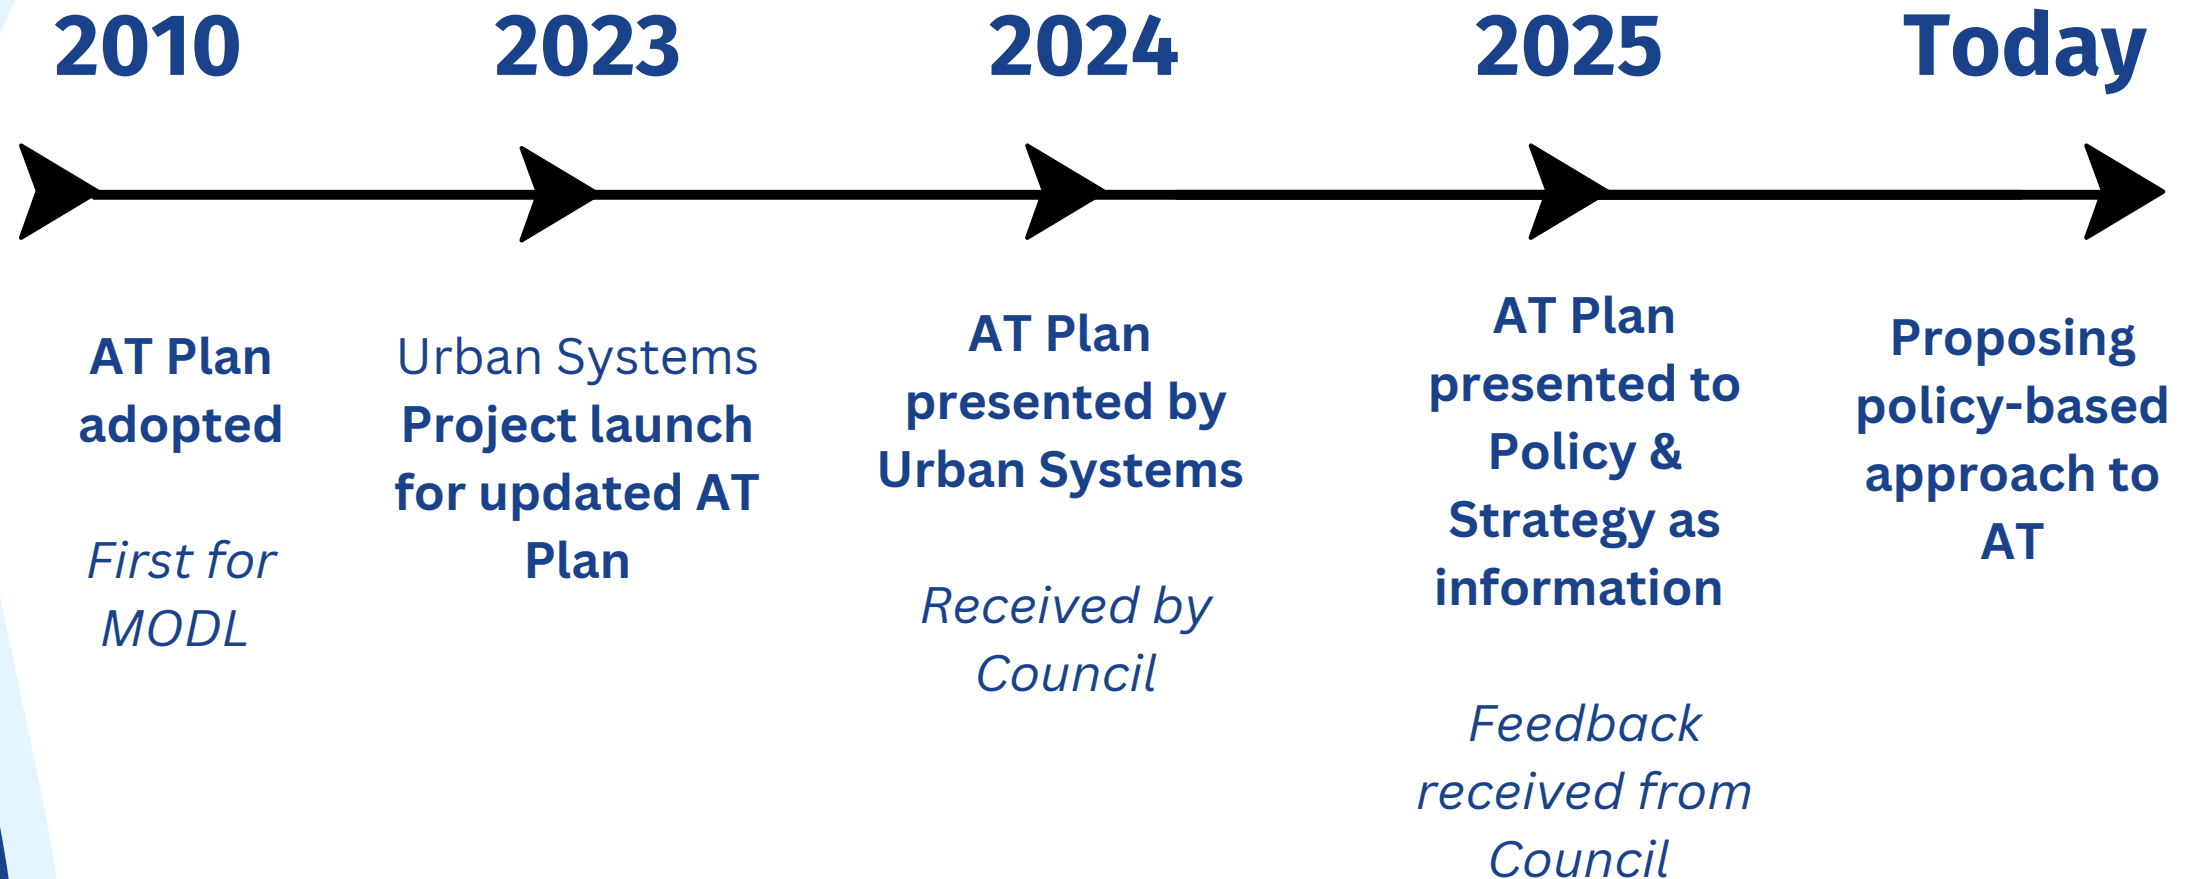 2010
2023
2024
2025
Today
AT Plan
adopted
First for
MODL
Urban Systems
Project launch
for updated AT
Plan
AT Plan
presented by
Urban Systems
Received by
Council
AT Plan
presented to
Policy &
Strategy as
information
Feedback
received from
Council
Proposing
policy-based
approach to
AT